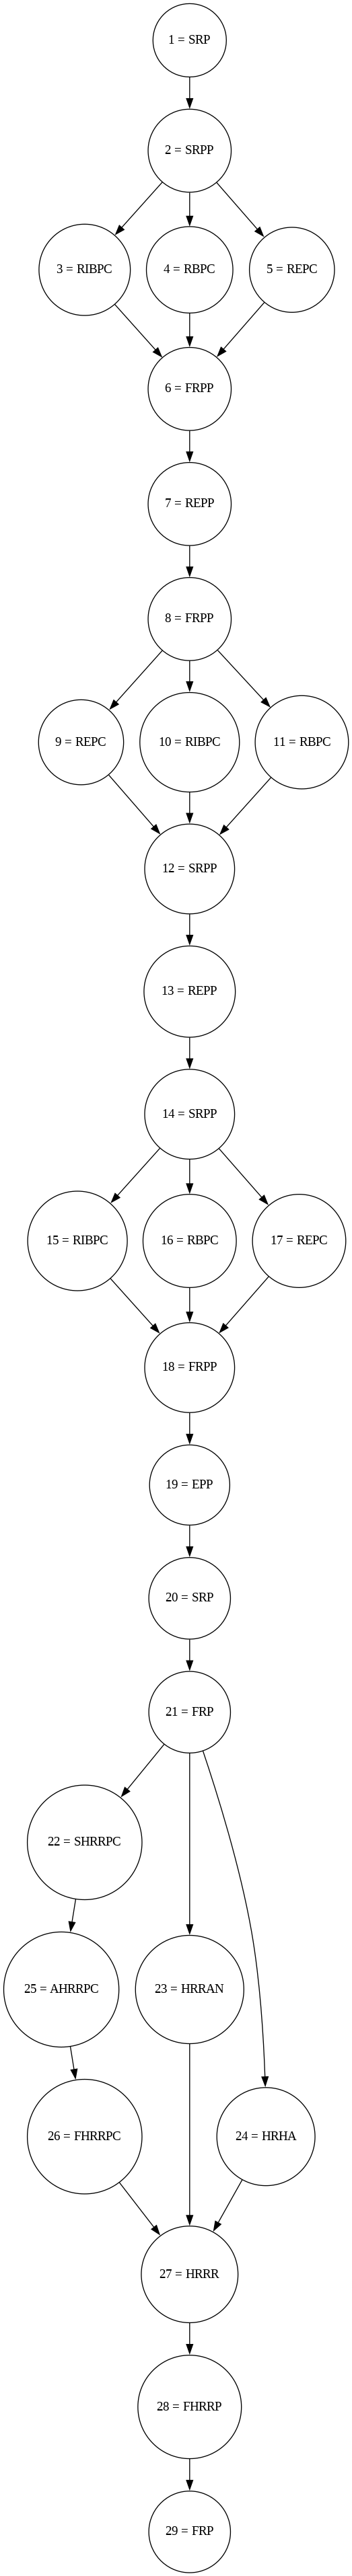 1 = SRP
2 = SRPP
3 = RIBPC
4 = RBPC
5 = REPC
6 = FRPP
7 = REPP
8 = FRPP
9 = REPC
10 = RIBPC
11 = RBPC
12 = SRPP
13 = REPP
14 = SRPP
15 = RIBPC
16 = RBPC
17 = REPC
18 = FRPP
19 = EPP
20 = SRP
21 = FRP
22 = SHRRPC
25 = AHRRPC
23 = HRRAN
26 = FHRRPC
24 = HRHA
27 = HRRR
28 = FHRRP
29 = FRP